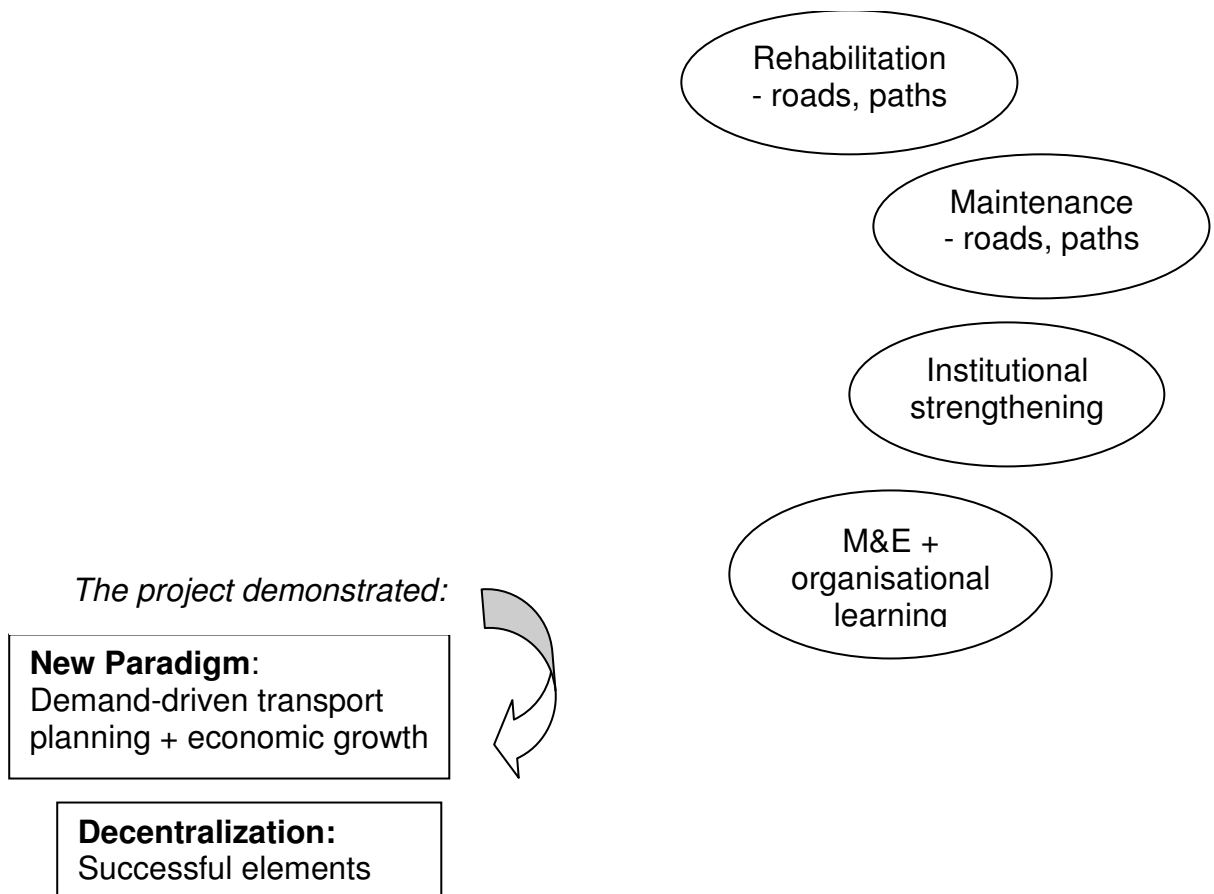 Rehabilitation
- roads, paths
Maintenance
- roads, paths
Institutional
strengthening
M&E +
organisational
learning
The project demonstrated:
New Paradigm:
Demand-driven transport
planning + economic growth
Decentralization:
Successful elements